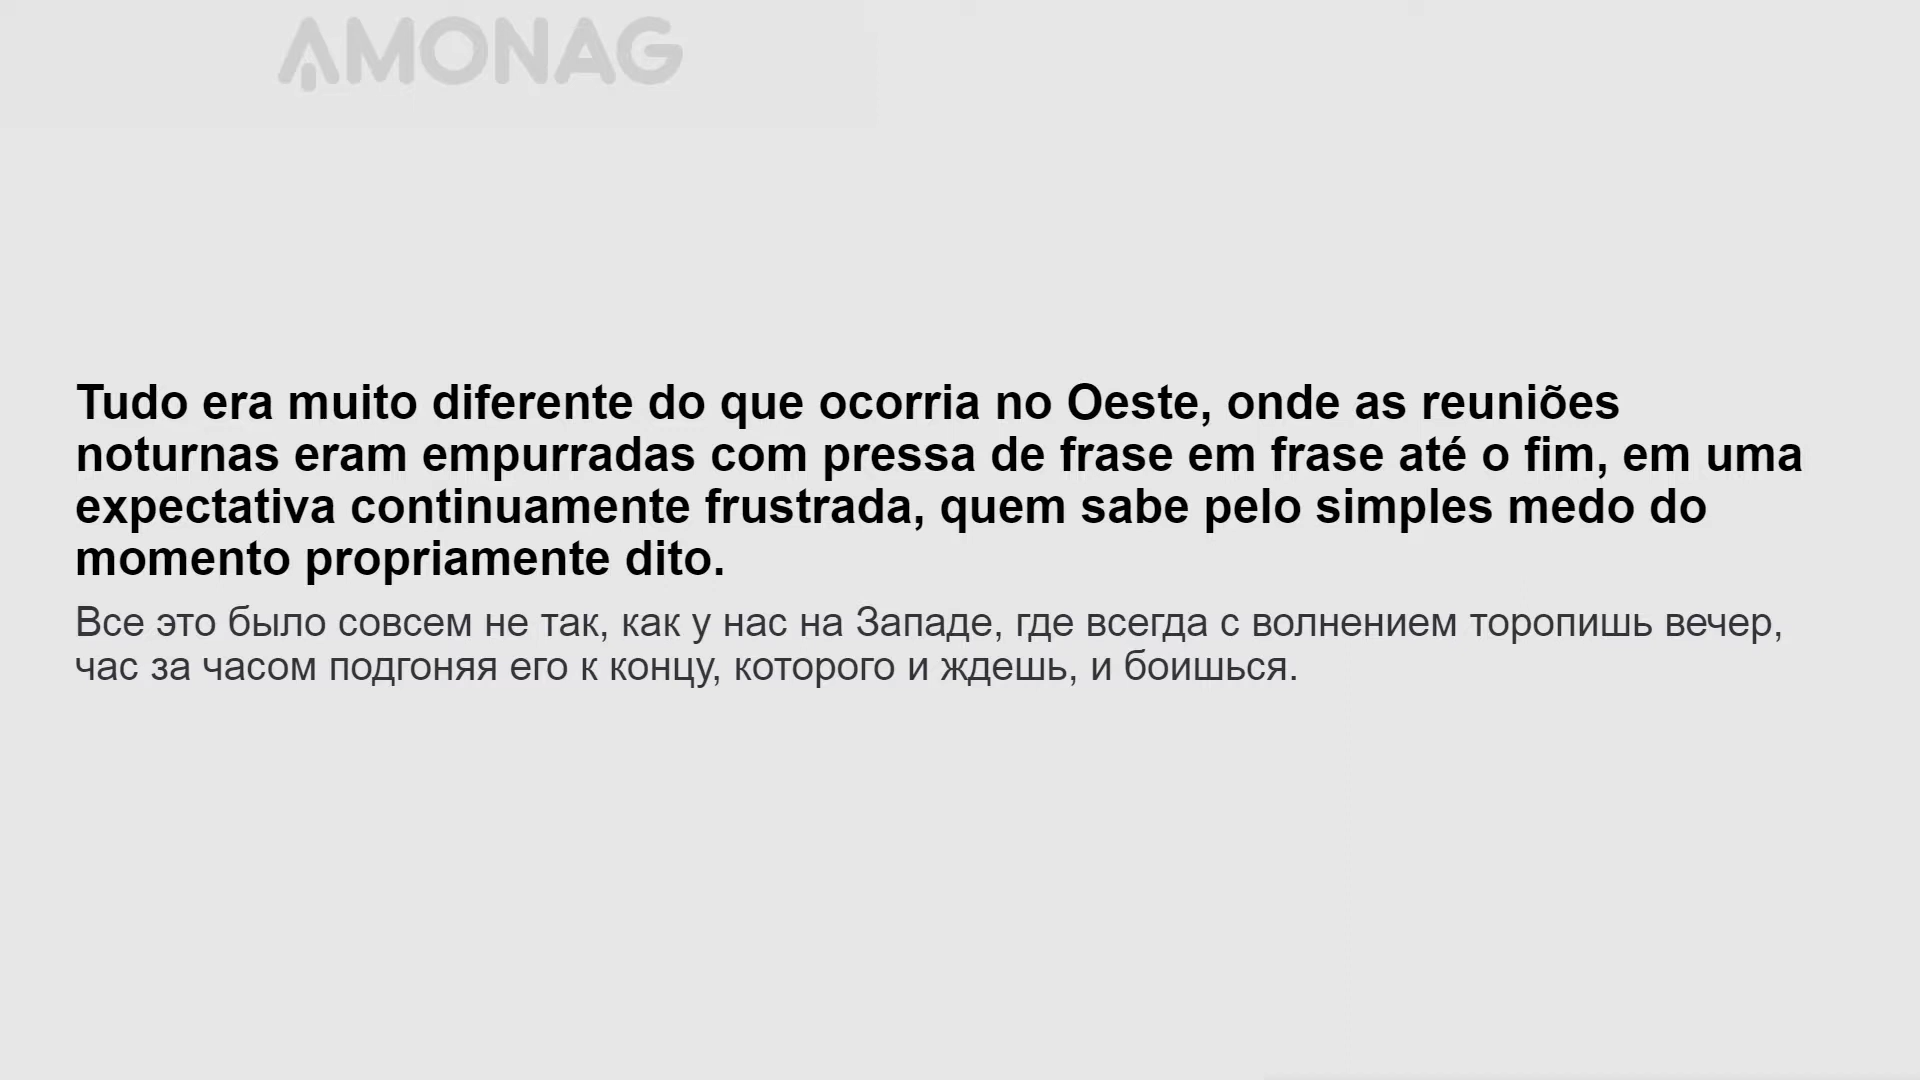 AMONAG
Tudo era muito diferente do que ocorria no Oeste, onde as reuniões
noturnas eram empurradas com pressa de frase em frase até o fim, em uma
expectativa continuamente frustrada, quem sabe pelo simples medo do
momento propriamente dito.
Все это было совсем не так, как у нас на Западе, где всегда с волнением торопишь вечер,
час за часом подгоняя его к концу, которого и ждешь, и боишься.